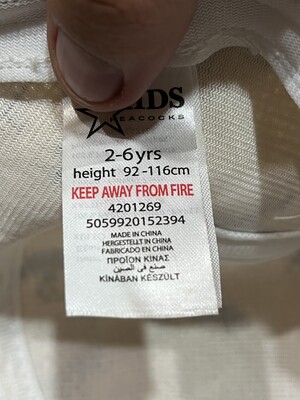 PEACOCKS
2-6 yrs
height 92-116cm
KEEP AWAY FROM FIRE
4201269
5059920152394
MADE IN CHINA
HERGESTELLT IN CHINA
FABRICADO EN CHINA
ΠΡΟΪΟΝ ΚΙΝΑΣ
صنع في الصين
KÍNÁBAN KÉSZÜLT